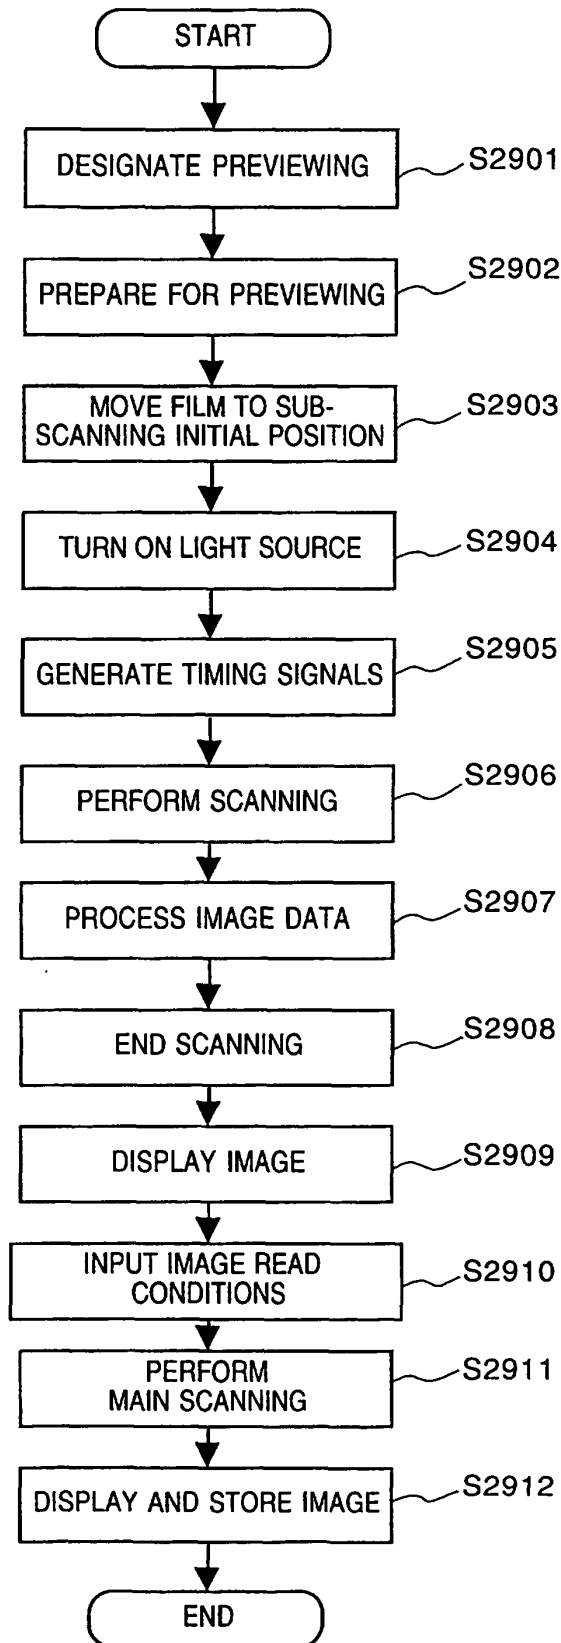 START
DESIGNATE PREVIEWING
S2901
PREPARE FOR PREVIEWING
S2902
MOVE FILM TO SUB-
SCANNING INITIAL POSITION
S2903
TURN ON LIGHT SOURCE
S2904
GENERATE TIMING SIGNALS
S2905
PERFORM SCANNING
S2906
PROCESS IMAGE DATA
S2907
END SCANNING
S2908
DISPLAY IMAGE
S2909
INPUT IMAGE READ
CONDITIONS
S2910
PERFORM
MAIN SCANNING
S2911
DISPLAY AND STORE IMAGE
S2912
END